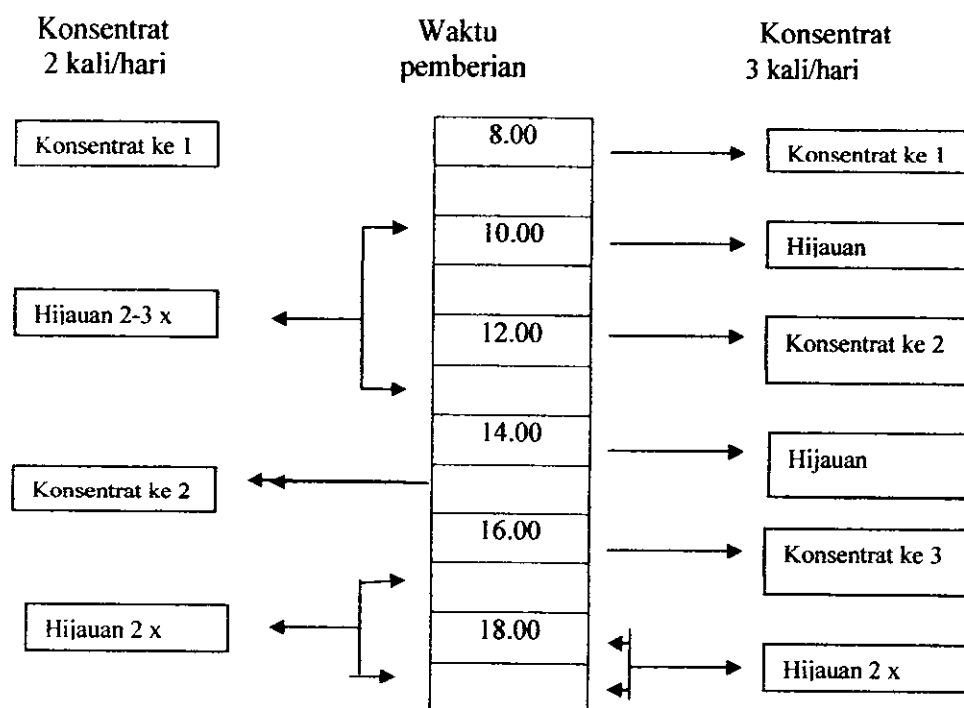 Konsentrat
2 kali/hari
Waktu
pemberian
Konsentrat
3 kali/hari
Konsentrat ke 1
8.00
Konsentrat ke 1
10.00
Hijauan
Hijauan 2-3 x
12.00
Konsentrat ke 2
14.00
Hijauan
Konsentrat ke 2
16.00
Konsentrat ke 3
Hijauan 2 x
18.00
Hijauan 2 x